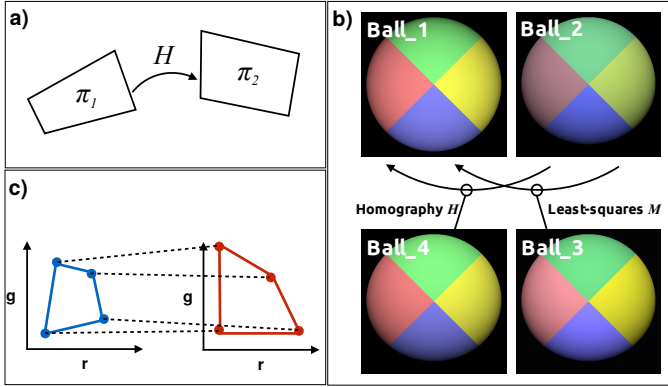 a)
H
π1
π2
b)
Ball_1
Ball_2
Homography H
Least-squares M
Ball_4
Ball_3
c)
g
r
g
r